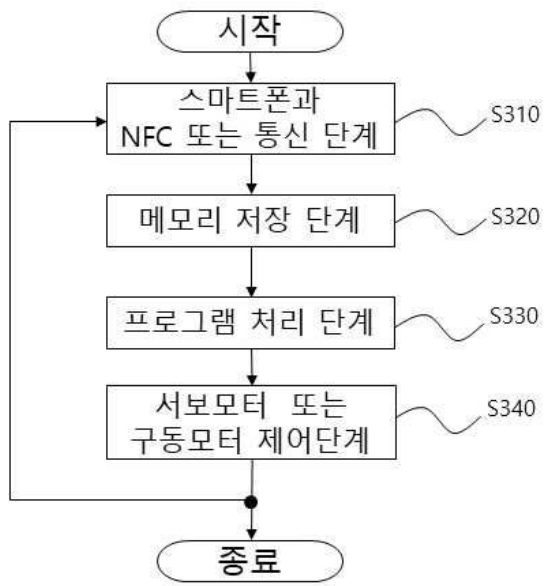 시작
스마트폰과
NFC 또는 통신 단계
S310
메모리 저장 단계
S320
프로그램 처리 단계
S330
서보모터 또는
구동모터 제어단계
S340
종료